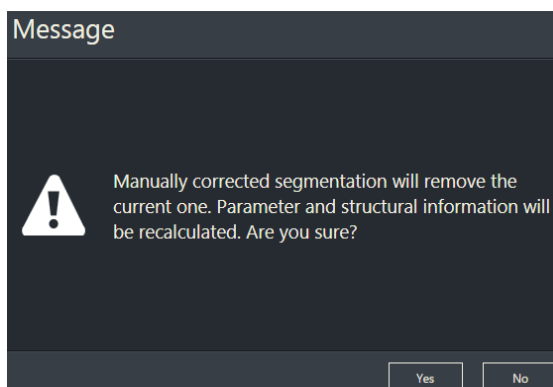 Message
Manually corrected segmentation will remove the
current one. Parameter and structural information will
be recalculated. Are you sure?
Yes
No